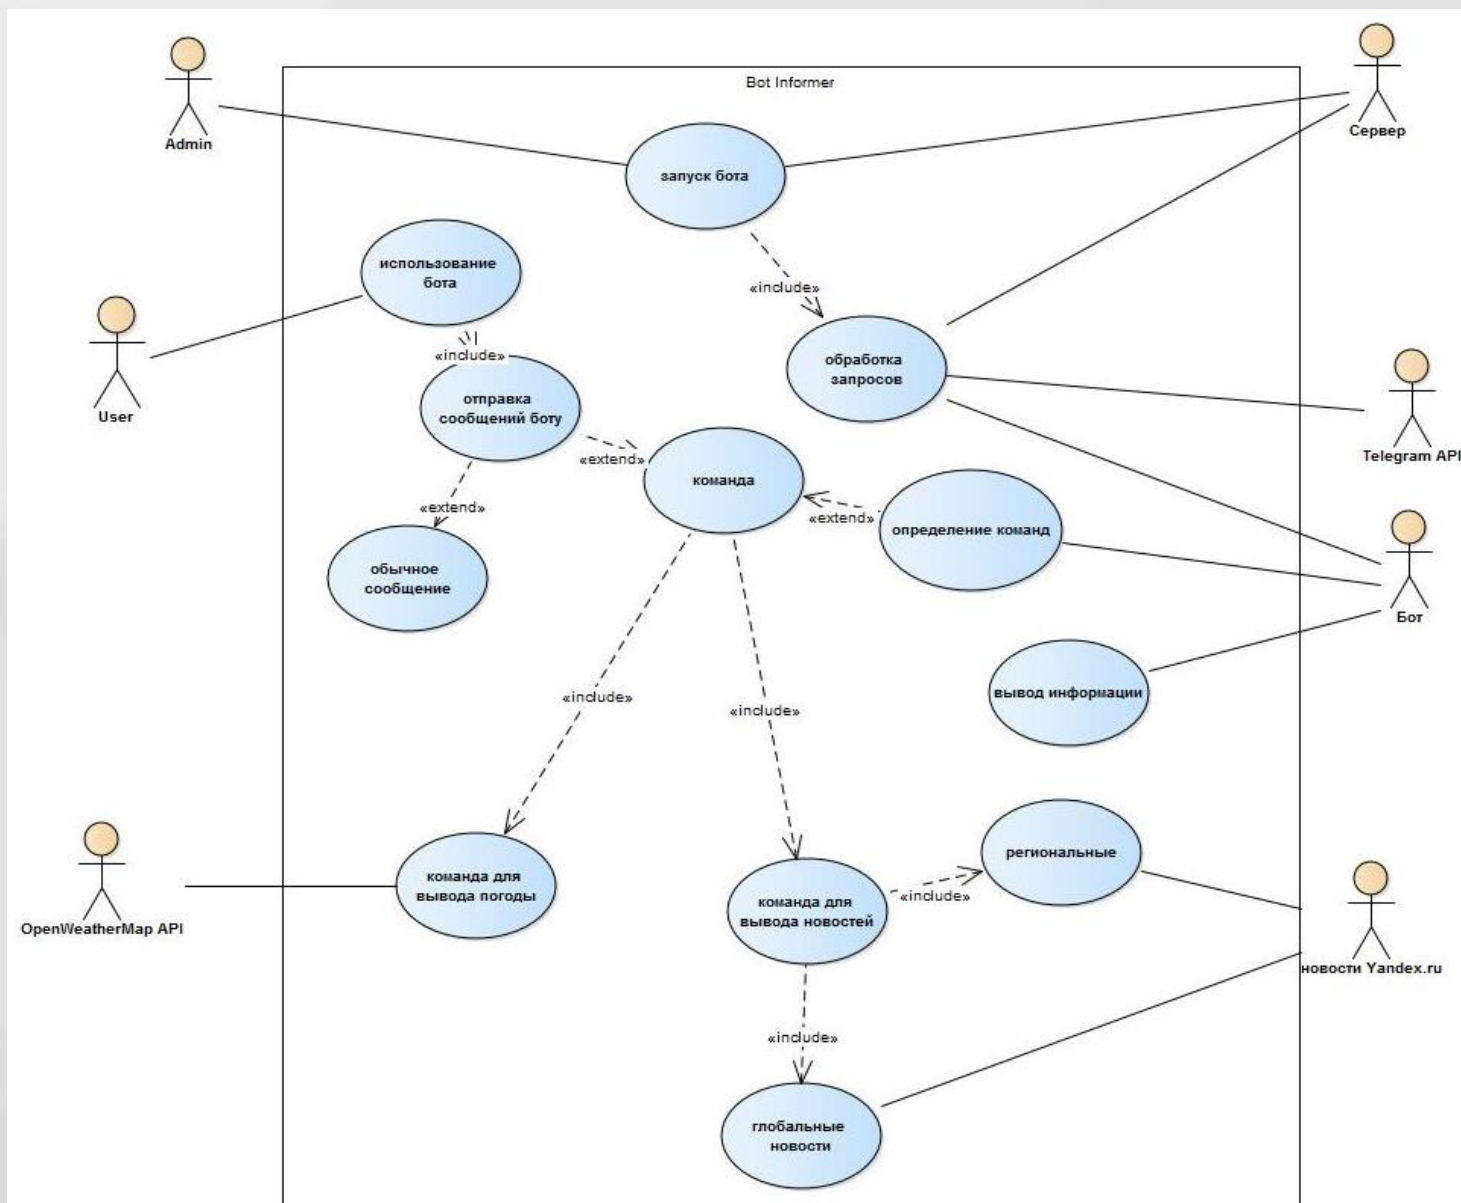 Bot Informer
Admin
Сервер
запуск бота
использование
бота
«include»
«include»
User
отправка
сообщений боту
обработка
запросов
«extend»
«extend»
команда
Telegram API
«extend»
определение команд
обычное
сообщение
Бот
«include»
«include»
вывод информации
OpenWeatherMap API
команда для
вывода погоды
команда для
вывода новостей
«include»
региональные
новости Yandex.ru
«include»
глобальные
новости